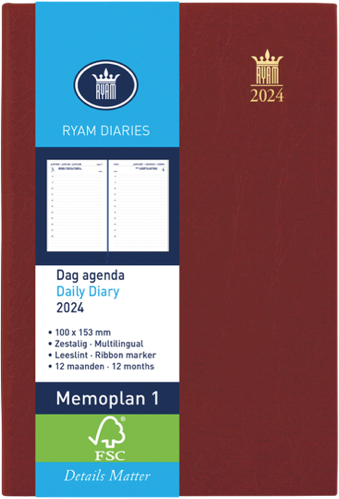 RYAM
RYAM DIARIES
RYAM
2024
Dag agenda
Daily Diary
2024
• 100 x 153 mm
• Zestalig · Multilingual
• Leeslint · Ribbon marker
• 12 maanden · 12 months
Memoplan 1
FSC
Details Matter